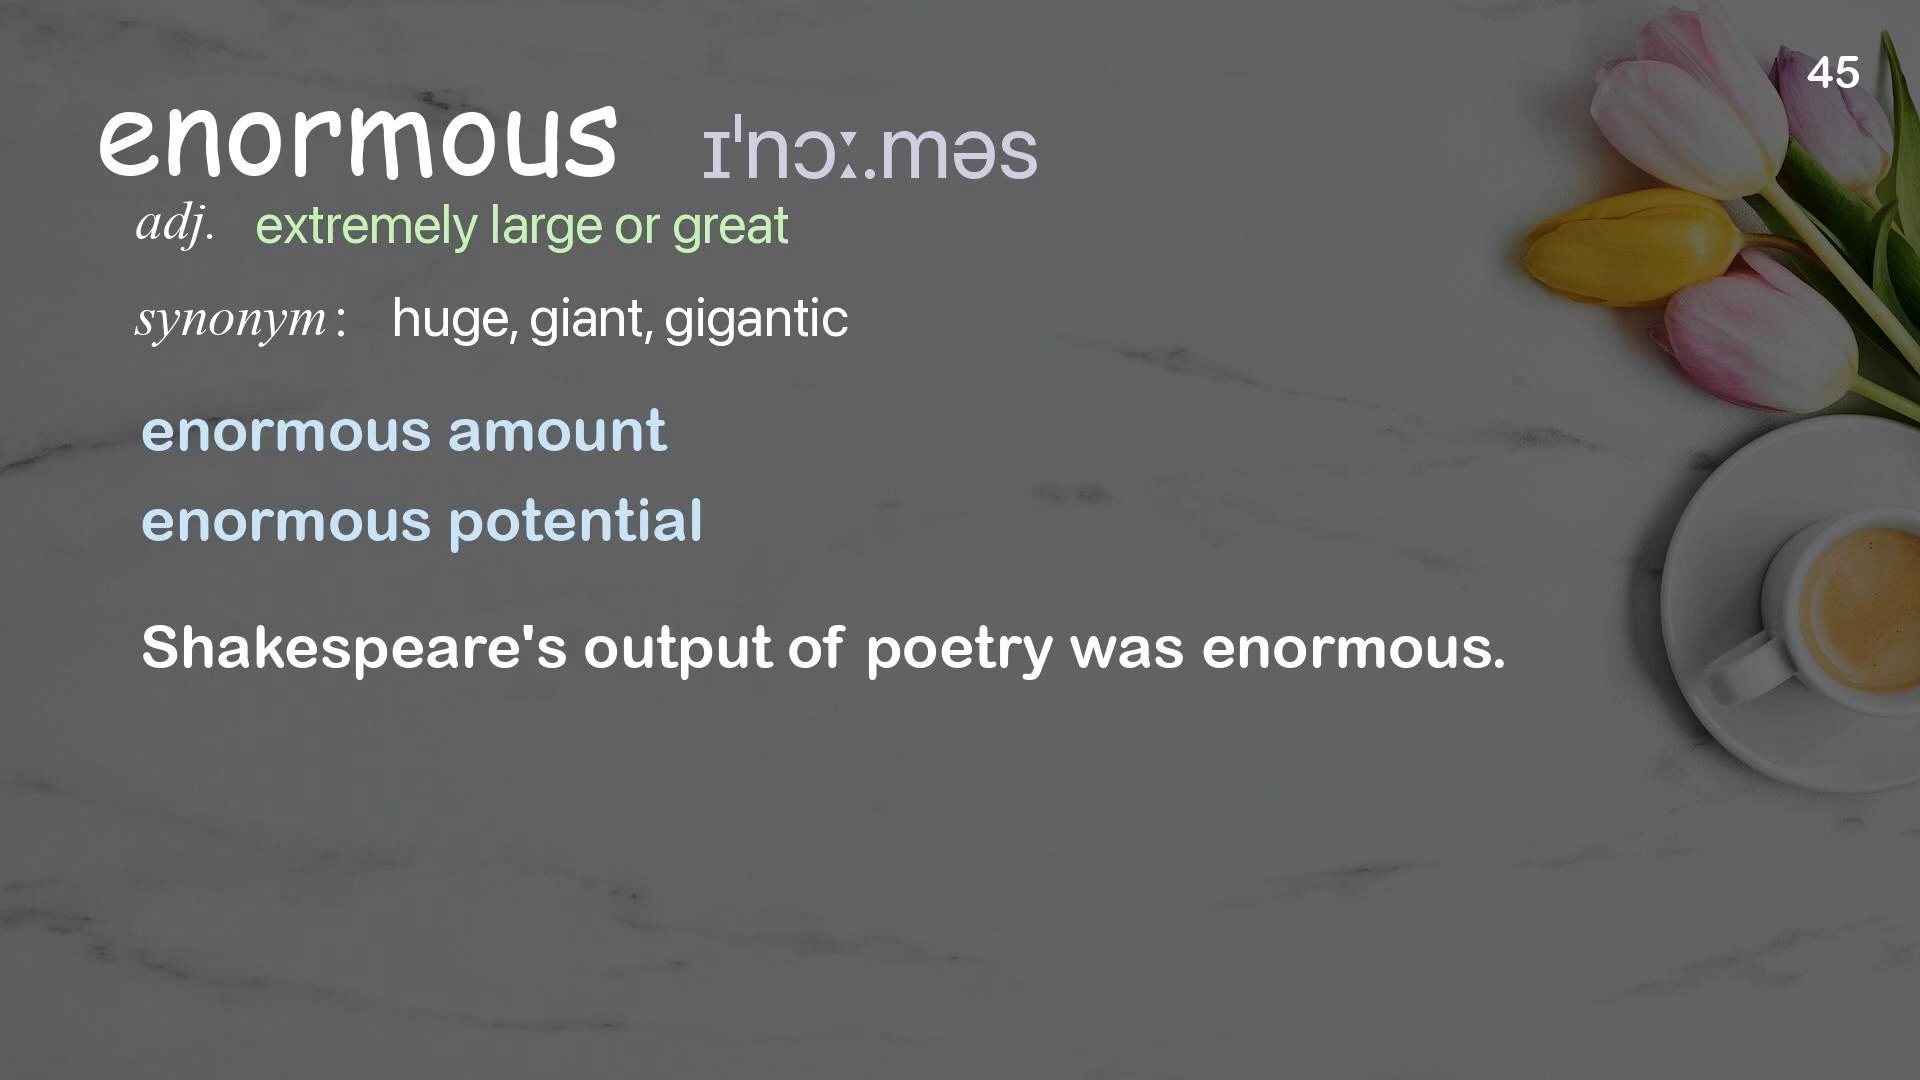 45
enormous ɪˈnɔː.məs
adj. extremely large or great
synonym: huge, giant, gigantic
enormous amount
enormous potential
Shakespeare's output of poetry was enormous.